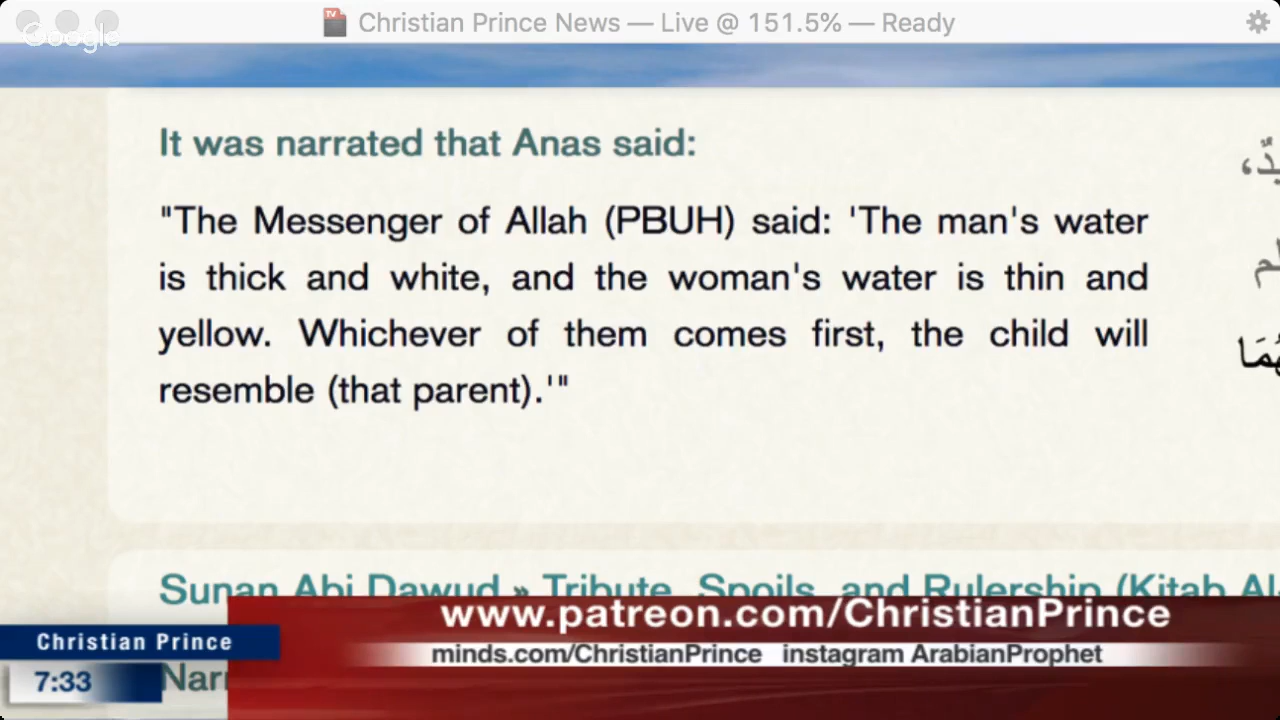 Christian Prince News — Live @ 151.5% — Ready
Google
It was narrated that Anas said:
"The Messenger of Allah (PBUH) said: 'The man's water
is thick and white, and the woman's water is thin and
yellow. Whichever of them comes first, the child will
resemble (that parent).'"
Sunan Abi Dawud » Tribute, Spoils, and Rulership (Kitab Al
www.patreon.com/ChristianPrince
Christian Prince
minds.com/ChristianPrince instagram ArabianProphet
7:33